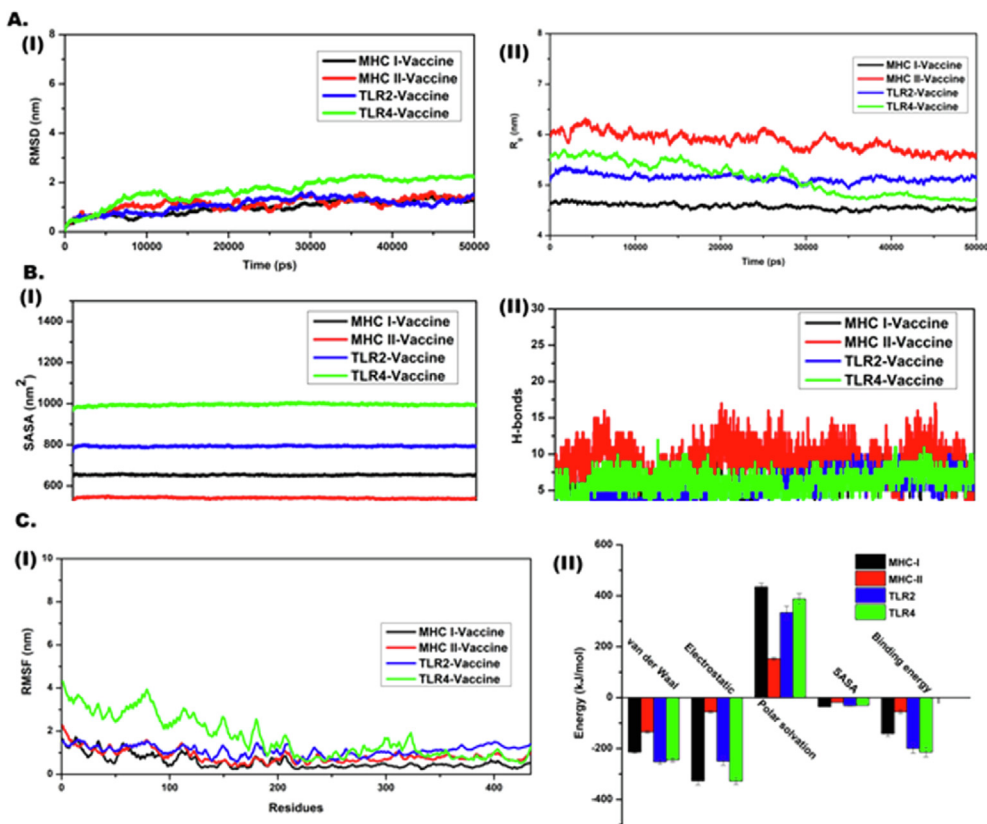 A.
(I)
8
6
4
2
0
RMSD (nm)
MHC I-Vaccine
MHC II-Vaccine
TLR2-Vaccine
TLR4-Vaccine
0 10000 20000 30000 40000 50000
Time (ps)
(II)
8
7
6
5
4
Rg (nm)
MHC I-Vaccine
MHC II-Vaccine
TLR2-Vaccine
TLR4-Vaccine
0 10000 20000 30000 40000 50000
Time (ps)
B.
(I)
1400
1200
1000
800
600
SASA (nm2)
MHC I-Vaccine
MHC II-Vaccine
TLR2-Vaccine
TLR4-Vaccine
(II)
30
25
20
15
10
5
H-bonds
MHC I-Vaccine
MHC II-Vaccine
TLR2-Vaccine
TLR4-Vaccine
C.
(I)
10
8
6
4
2
0
RMSF (nm)
MHC I-Vaccine
MHC II-Vaccine
TLR2-Vaccine
TLR4-Vaccine
0 100 200 300 400
Residues
(II)
600
400
200
0
-200
-400
Energy (kJ/mol)
MHC-I
MHC-II
TLR2
TLR4
van der Waal
Electrostatic
Polar solvation
SASA
Binding energy